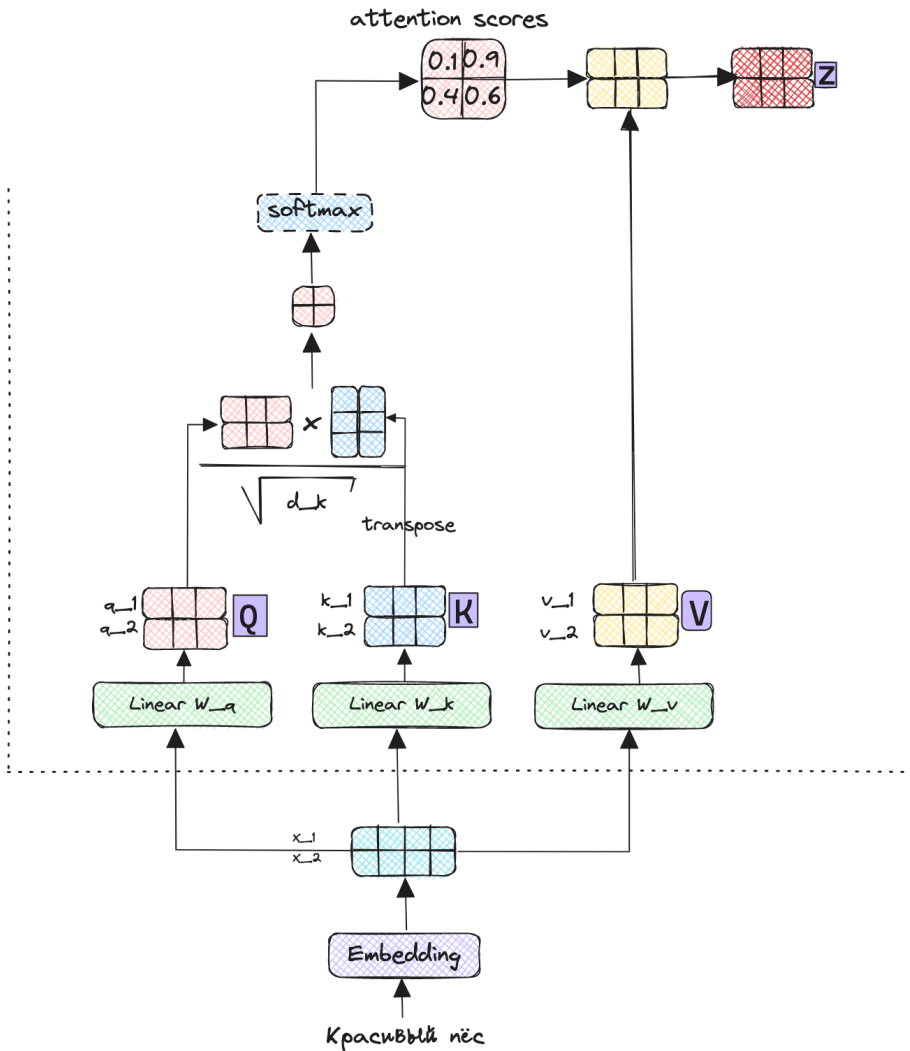 attention scores
0.1 0.9
0.4 0.6
Z
softmax
x
√d_k
transpose
q_1
q_2
Q
k_1
k_2
K
v_1
v_2
V
Linear W_q
Linear W_k
Linear W_v
x_1
x_2
Embedding
Красивый пёс